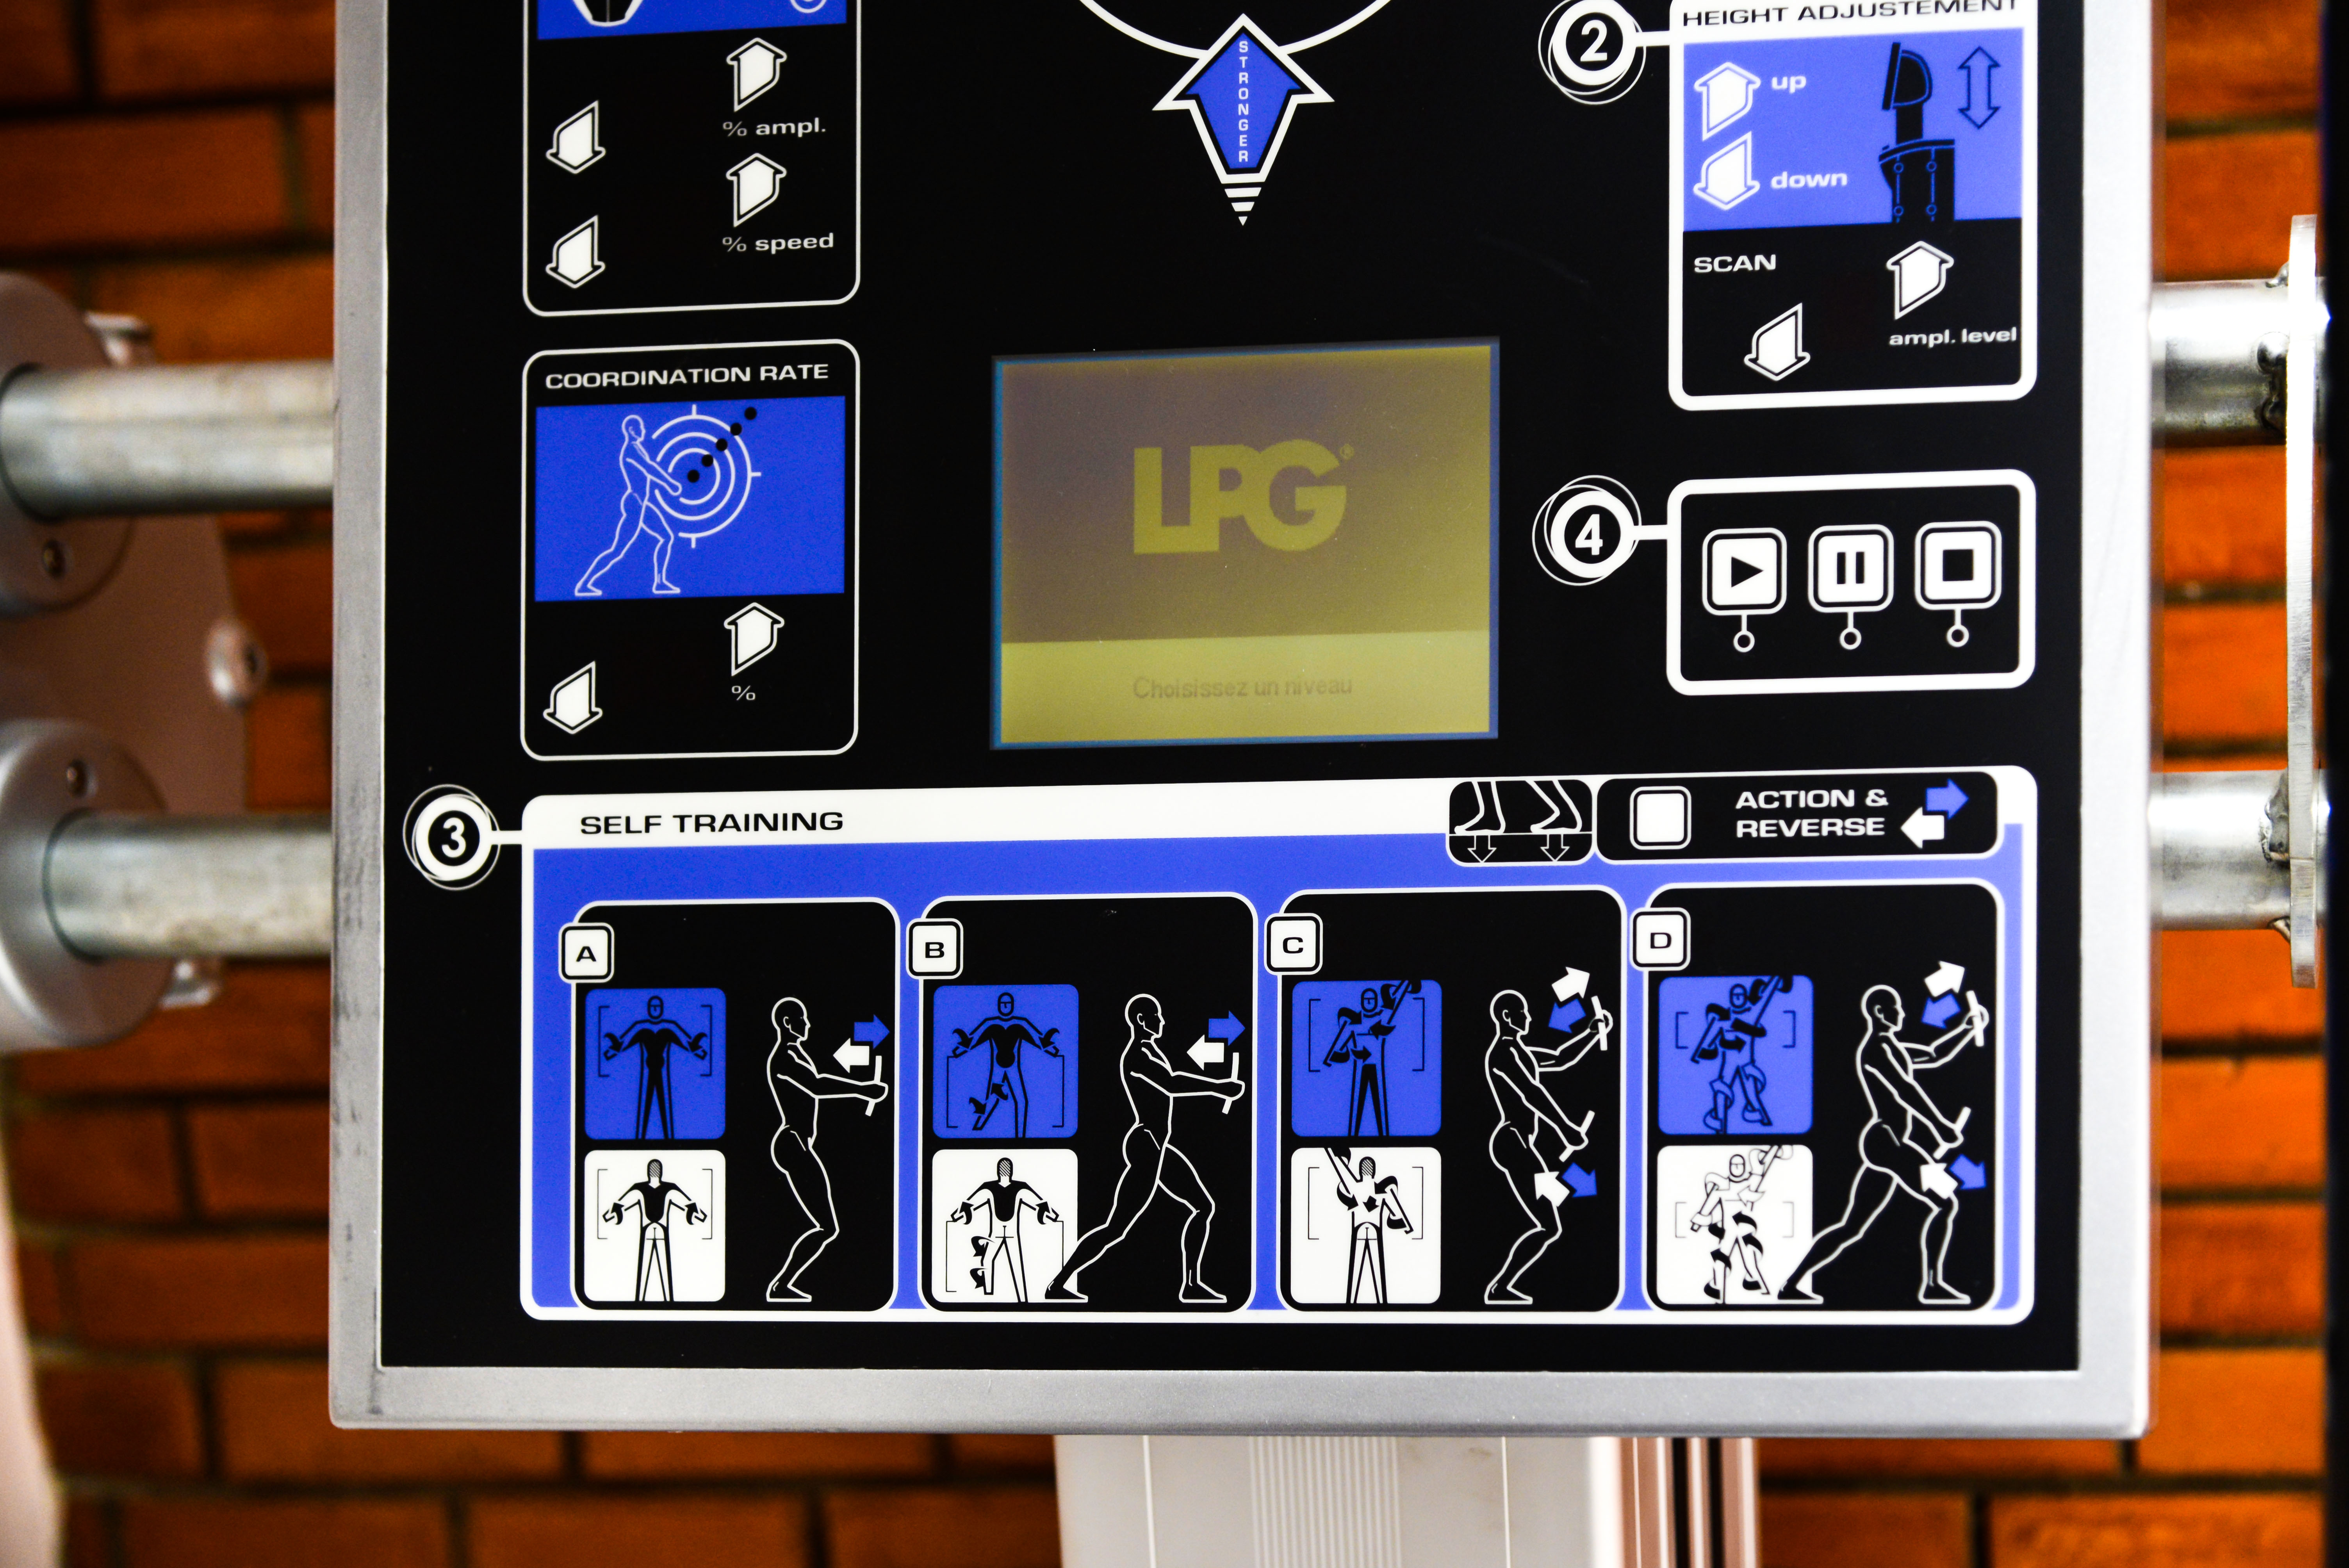 % ampl.
% speed
STRONGER
2
HEIGHT ADJUSTEMENT
up
down
SCAN
ampl. level
COORDINATION RATE
%
LPG®
Choisissez un niveau
4
3
SELF TRAINING
ACTION &
REVERSE
A
B
C
D